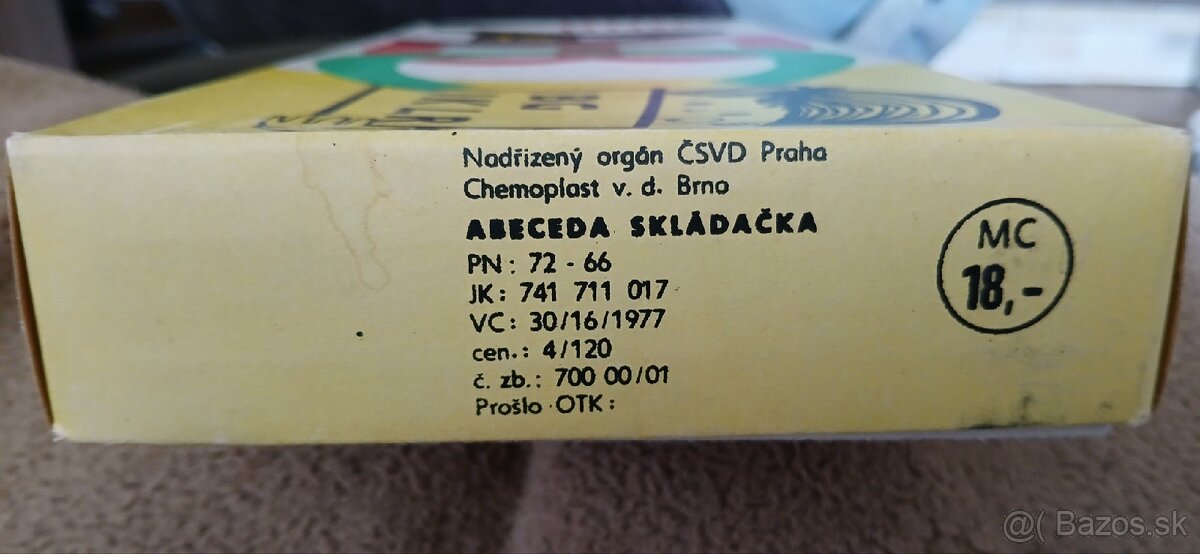 Nadřizený orgán ČSVD Praha
Chemoplast v. d. Brno
ABECEDA SKLÁDAČKA
PN: 72 - 66
JK: 741 711 017
VC: 30/16/1977
cen.: 4/120
č. zb.: 700 00/01
Prošlo OTK:
MC
18,-
@( Bazos.sk